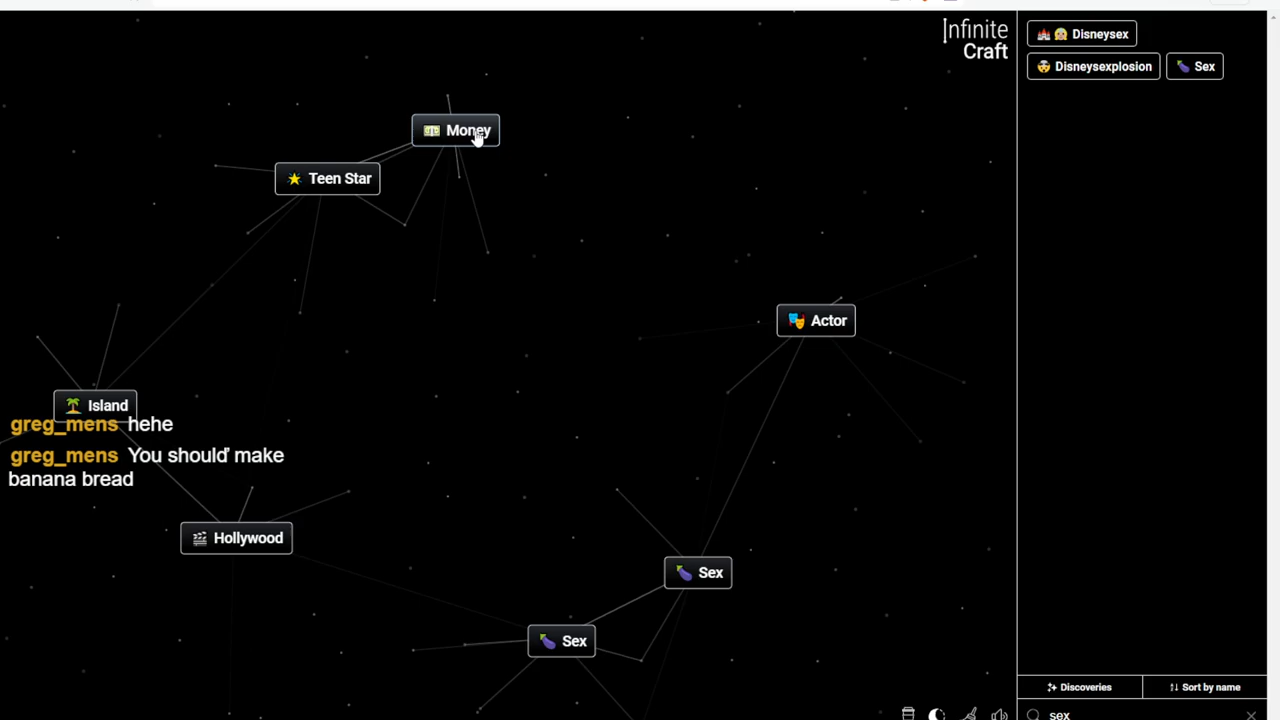 Infinite
Craft
Disneysex
Disneysexplosion
Sex
Money
Teen Star
Actor
Island
greg_mens hehe
greg_mens You should make
banana bread
Hollywood
Sex
Sex
Discoveries
Sort by name
sex